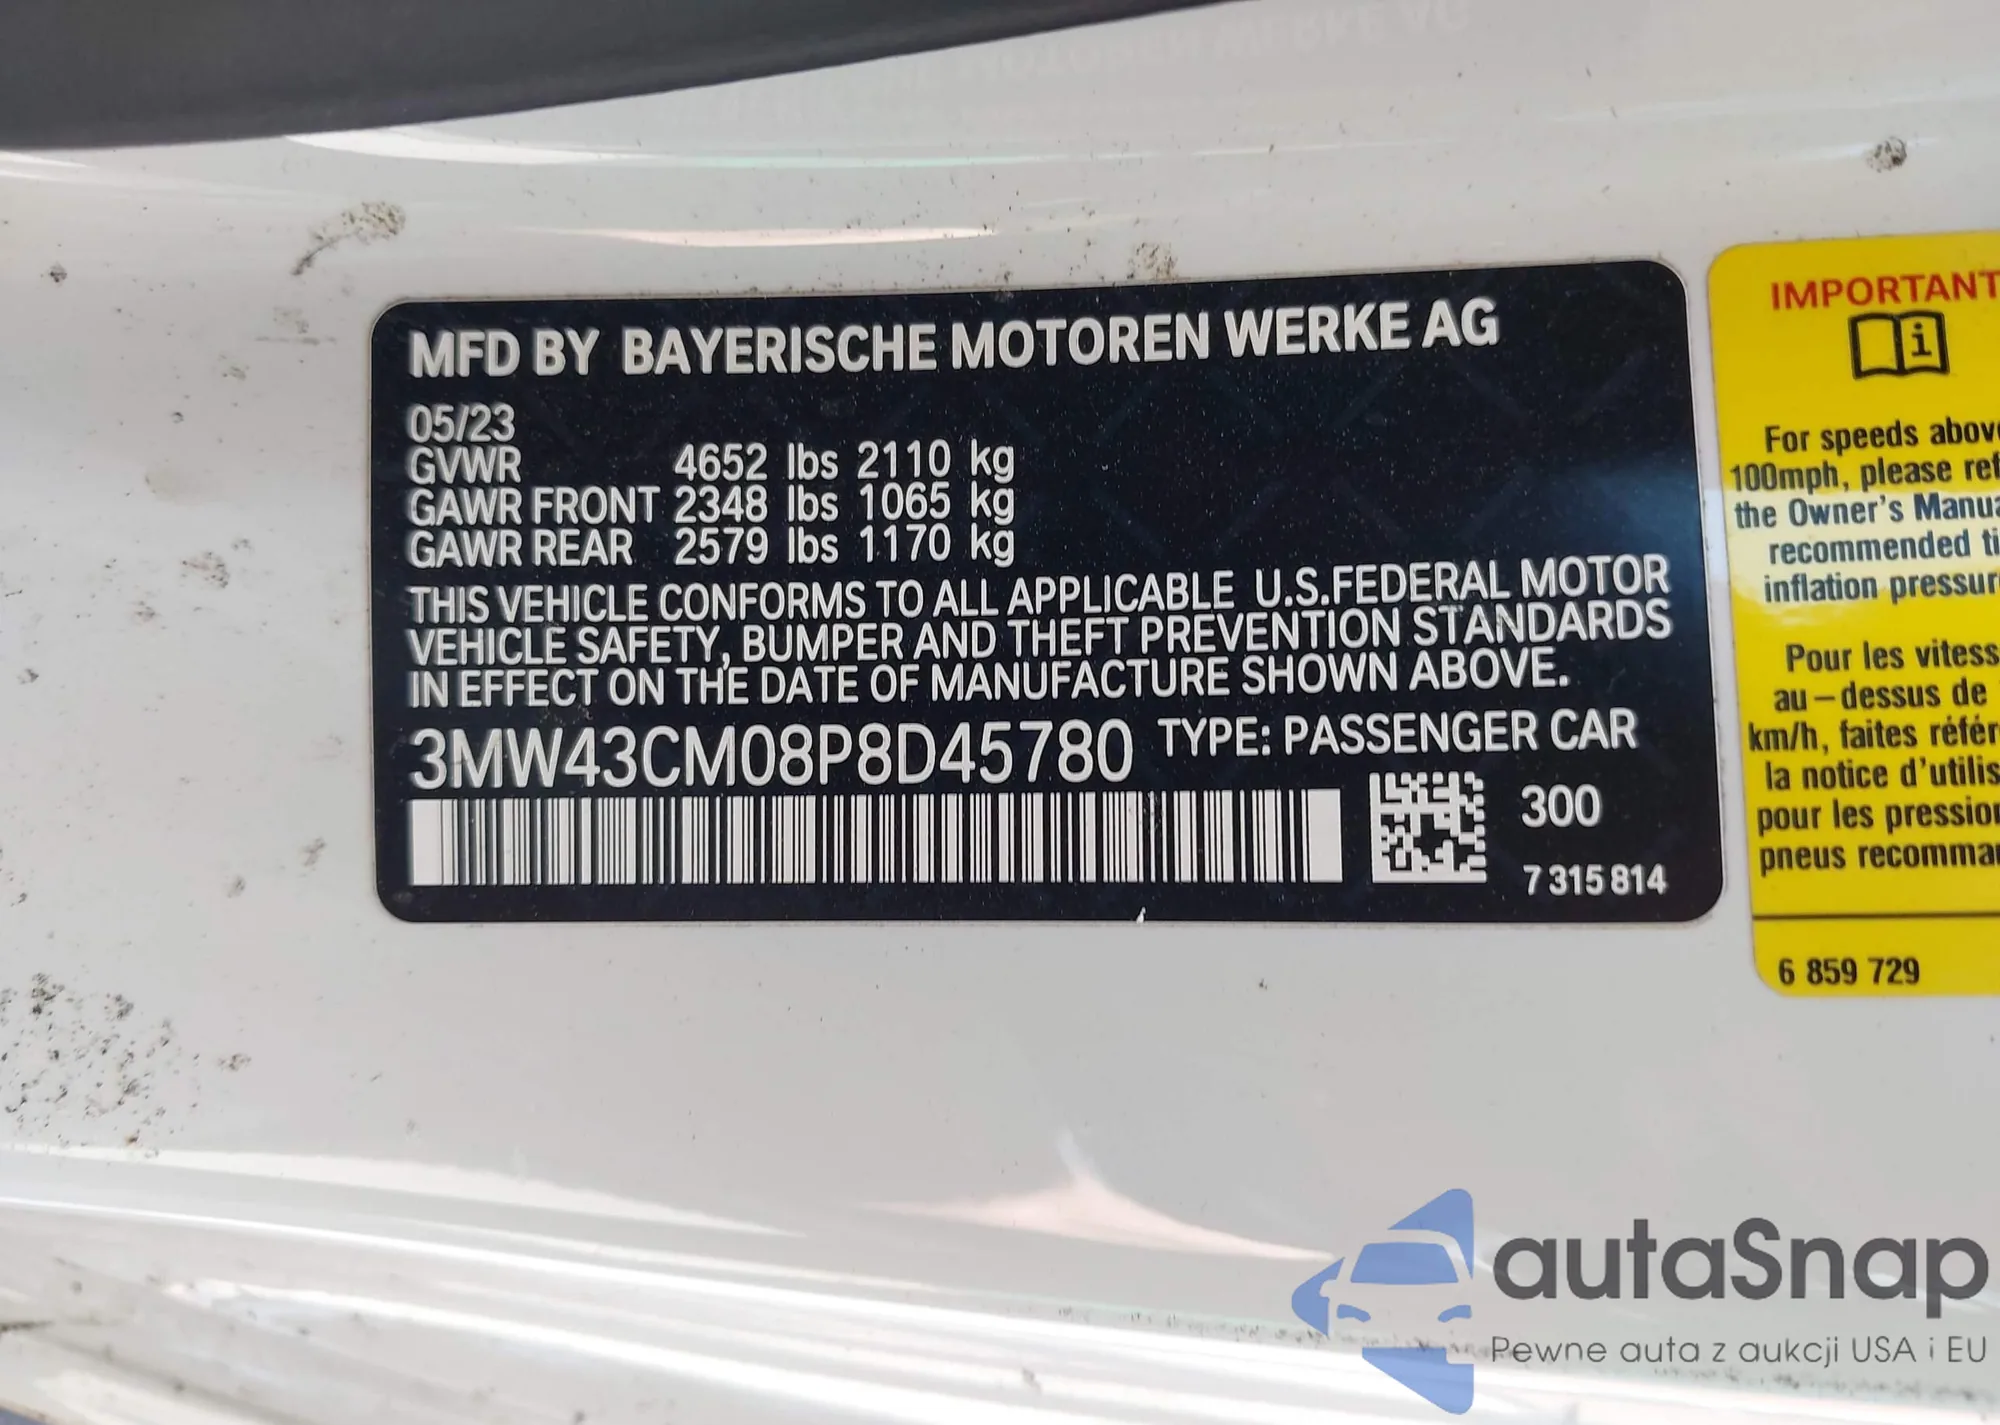 MFD BY BAYERISCHE MOTOREN WERKE AG
05/23
GVWR 4652 lbs 2110 kg
GAWR FRONT 2348 lbs 1065 kg
GAWR REAR 2579 lbs 1170 kg
THIS VEHICLE CONFORMS TO ALL APPLICABLE U.S.FEDERAL MOTOR
VEHICLE SAFETY, BUMPER AND THEFT PREVENTION STANDARDS
IN EFFECT ON THE DATE OF MANUFACTURE SHOWN ABOVE.
3MW43CM08P8D45780 TYPE: PASSENGER CAR
300
7 315 814
IMPORTANT
i
For speeds above
100mph, please ref
the Owner's Manua
recommended ti
inflation pressure
Pour les vitess
au-dessus de
km/h, faites référ
la notice d'utilis
pour les pression
pneus recomma
6 859 729
autaSnap
Pewne auta z aukcji USA i EU